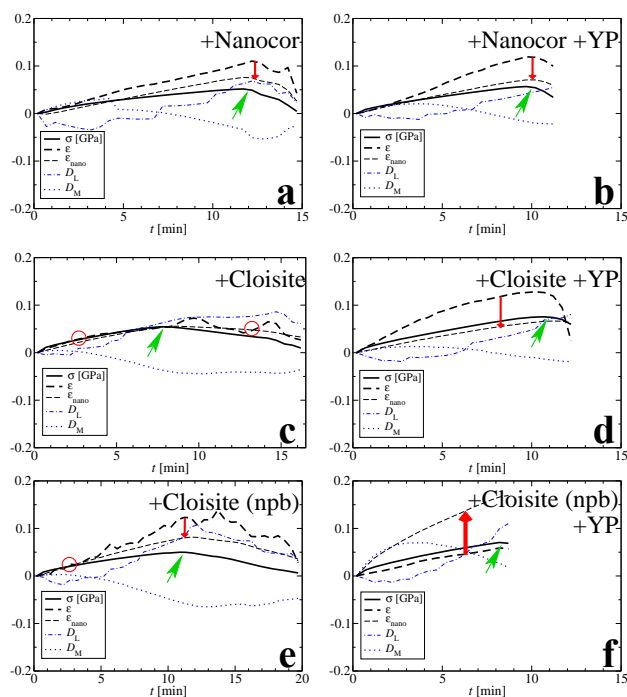 +Nanocor
0.2
0.1
0
-0.1
-0.2
σ [GPa]
ε
ε_nano
D_L
D_M
a
0 5 10 15
t [min]
+Nanocor +YP
0.2
0.1
0
-0.1
-0.2
σ [GPa]
ε
ε_nano
D_L
D_M
b
0 5 10 15
t [min]
+Cloisite
0.2
0.1
0
-0.1
-0.2
σ [GPa]
ε
ε_nano
D_L
D_M
c
0 5 10 15
t [min]
+Cloisite +YP
0.2
0.1
0
-0.1
-0.2
σ [GPa]
ε
ε_nano
D_L
D_M
d
0 5 10 15
t [min]
+Cloisite (npb)
0.2
0.1
0
-0.1
-0.2
σ [GPa]
ε
ε_nano
D_L
D_M
e
0 5 10 15 20
t [min]
+Cloisite (npb)
+YP
0.2
0.1
0
-0.1
-0.2
σ [GPa]
ε
ε_nano
D_L
D_M
f
0 5 10 15
t [min]